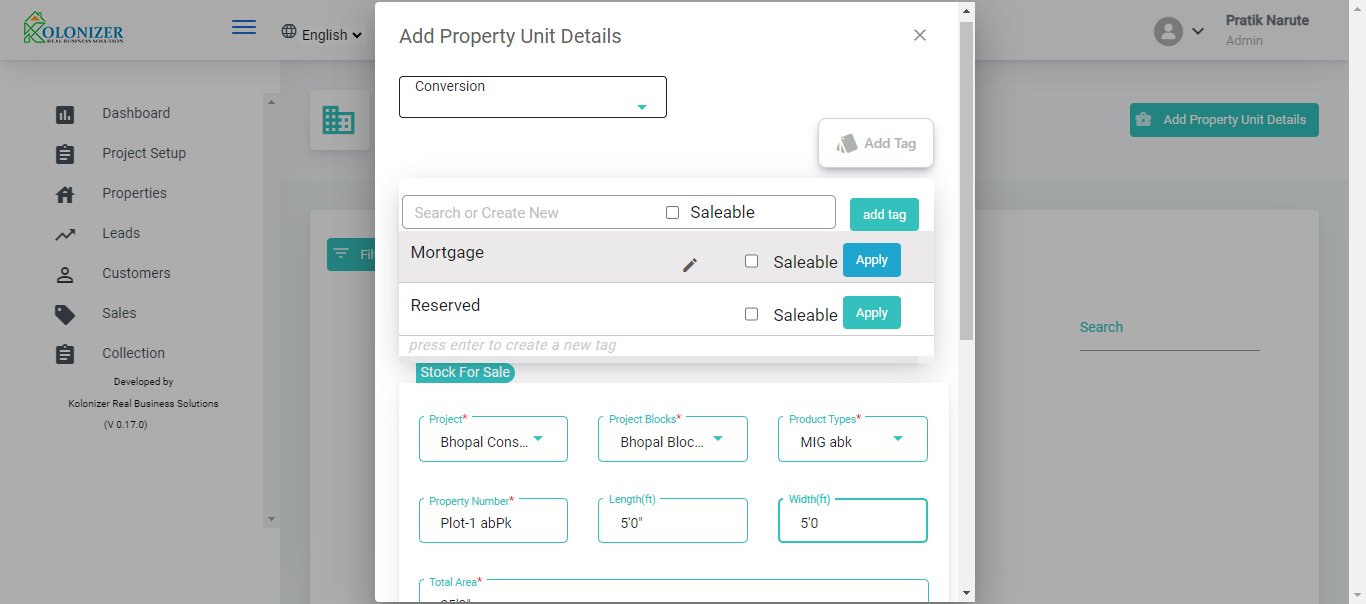 KOLONIZER
REAL BUSINESS SOLUTION
English
Pratik Narute
Admin
Dashboard
Project Setup
Properties
Leads
Customers
Sales
Collection
Developed by
Kolonizer Real Business Solutions
(V 0.17.0)
Add Property Unit Details
Search
Add Property Unit Details
Conversion
Add Tag
Search or Create New
Saleable
add tag
Mortgage
Saleable
Apply
Reserved
Saleable
Apply
press enter to create a new tag
Stock For Sale
Project*
Bhopal Cons...
Project Blocks*
Bhopal Bloc...
Product Types*
MIG abk
Property Number*
Plot-1 abPk
Length(ft)
5'0"
Width(ft)
5'0
Total Area*